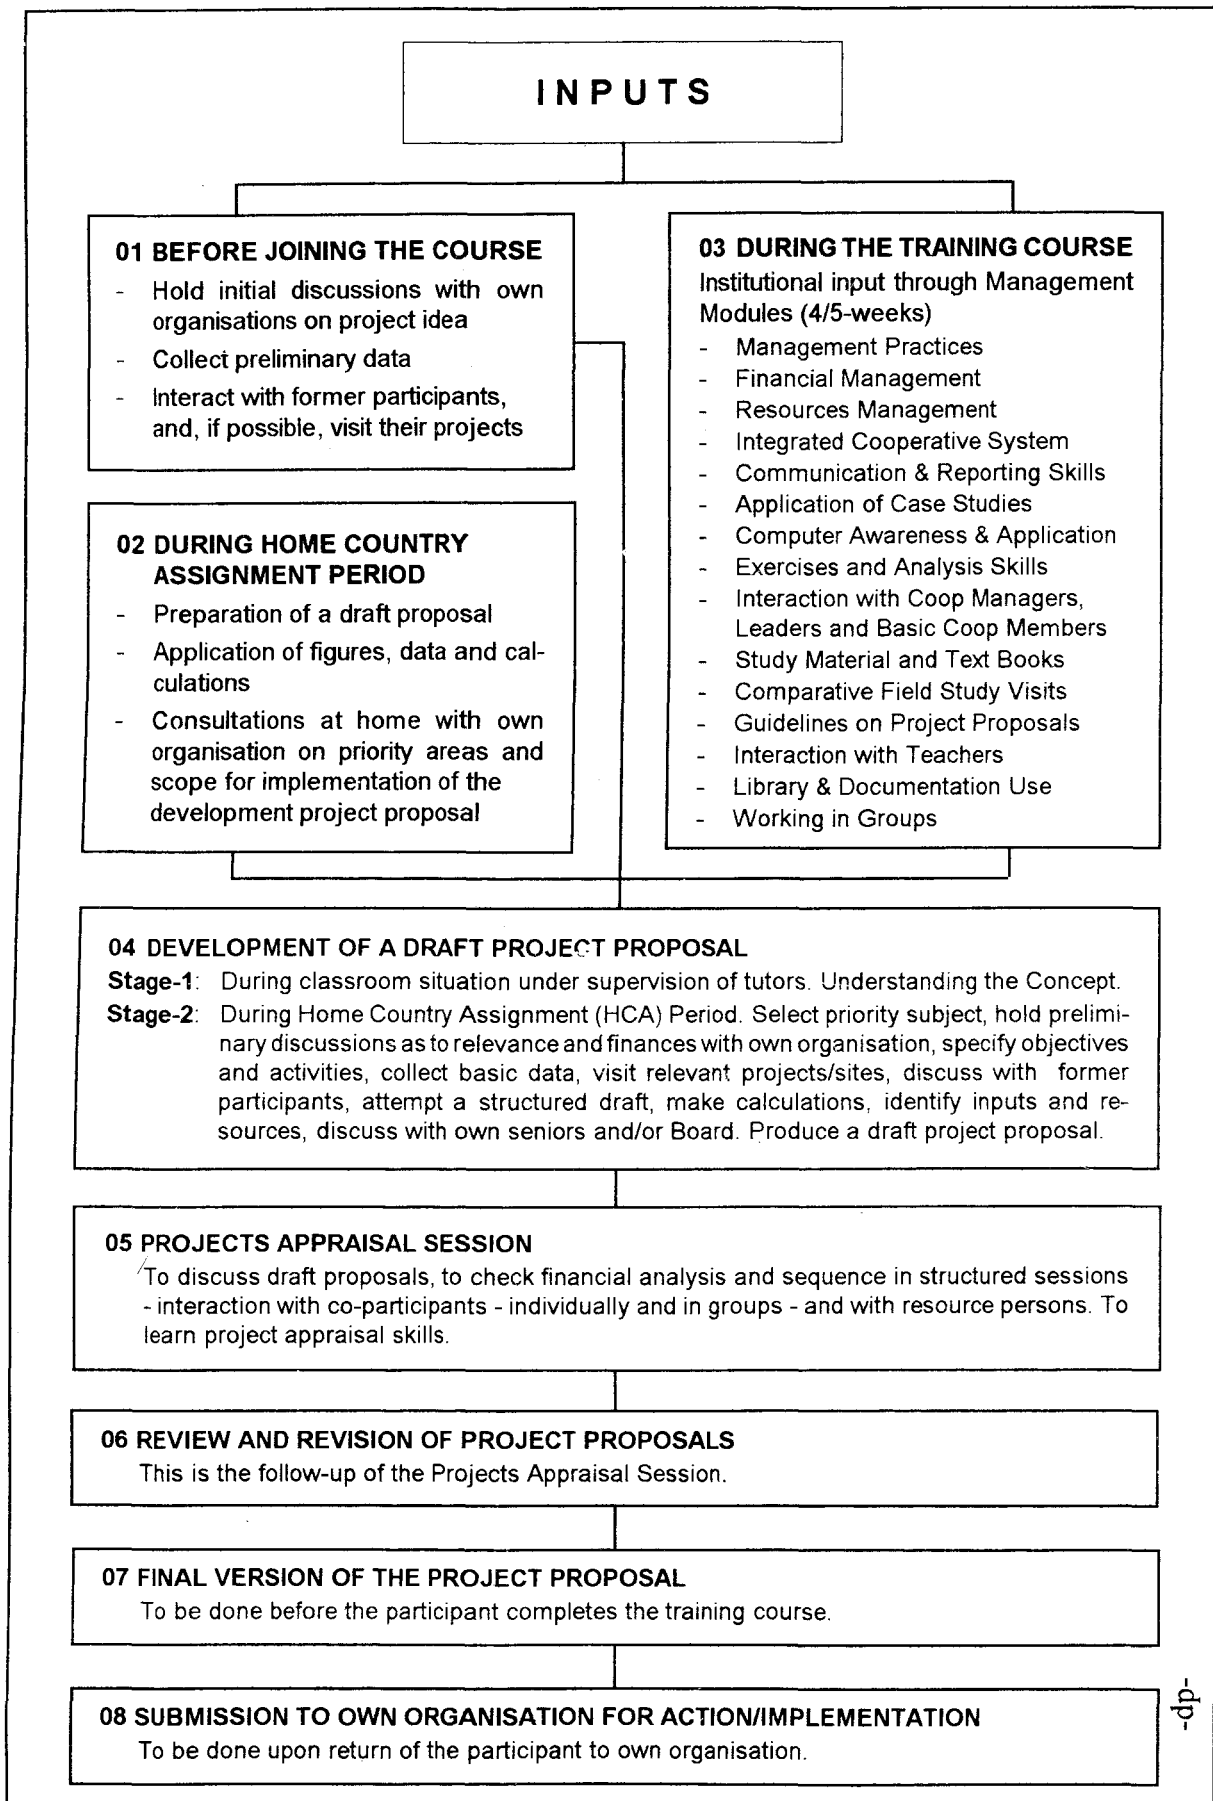 INPUTS
01 BEFORE JOINING THE COURSE
- Hold initial discussions with own
organisations on project idea
- Collect preliminary data
- Interact with former participants,
and, if possible, visit their projects
02 DURING HOME COUNTRY
ASSIGNMENT PERIOD
- Preparation of a draft proposal
- Application of figures, data and cal-
culations
- Consultations at home with own
organisation on priority areas and
scope for implementation of the
development project proposal
03 DURING THE TRAINING COURSE
Institutional input through Management
Modules (4/5-weeks)
- Management Practices
- Financial Management
- Resources Management
- Integrated Cooperative System
- Communication & Reporting Skills
- Application of Case Studies
- Computer Awareness & Application
- Exercises and Analysis Skills
- Interaction with Coop Managers,
Leaders and Basic Coop Members
- Study Material and Text Books
- Comparative Field Study Visits
- Guidelines on Project Proposals
- Interaction with Teachers
- Library & Documentation Use
- Working in Groups
04 DEVELOPMENT OF A DRAFT PROJECT PROPOSAL
Stage-1: During classroom situation under supervision of tutors. Understanding the Concept.
Stage-2: During Home Country Assignment (HCA) Period. Select priority subject, hold prelimi-
nary discussions as to relevance and finances with own organisation, specify objectives
and activities, collect basic data, visit relevant projects/sites, discuss with former
participants, attempt a structured draft, make calculations, identify inputs and re-
sources, discuss with own seniors and/or Board. Produce a draft project proposal.
05 PROJECTS APPRAISAL SESSION
To discuss draft proposals, to check financial analysis and sequence in structured sessions
- interaction with co-participants - individually and in groups - and with resource persons. To
learn project appraisal skills.
06 REVIEW AND REVISION OF PROJECT PROPOSALS
This is the follow-up of the Projects Appraisal Session.
07 FINAL VERSION OF THE PROJECT PROPOSAL
To be done before the participant completes the training course.
08 SUBMISSION TO OWN ORGANISATION FOR ACTION/IMPLEMENTATION
To be done upon return of the participant to own organisation.
-dp-